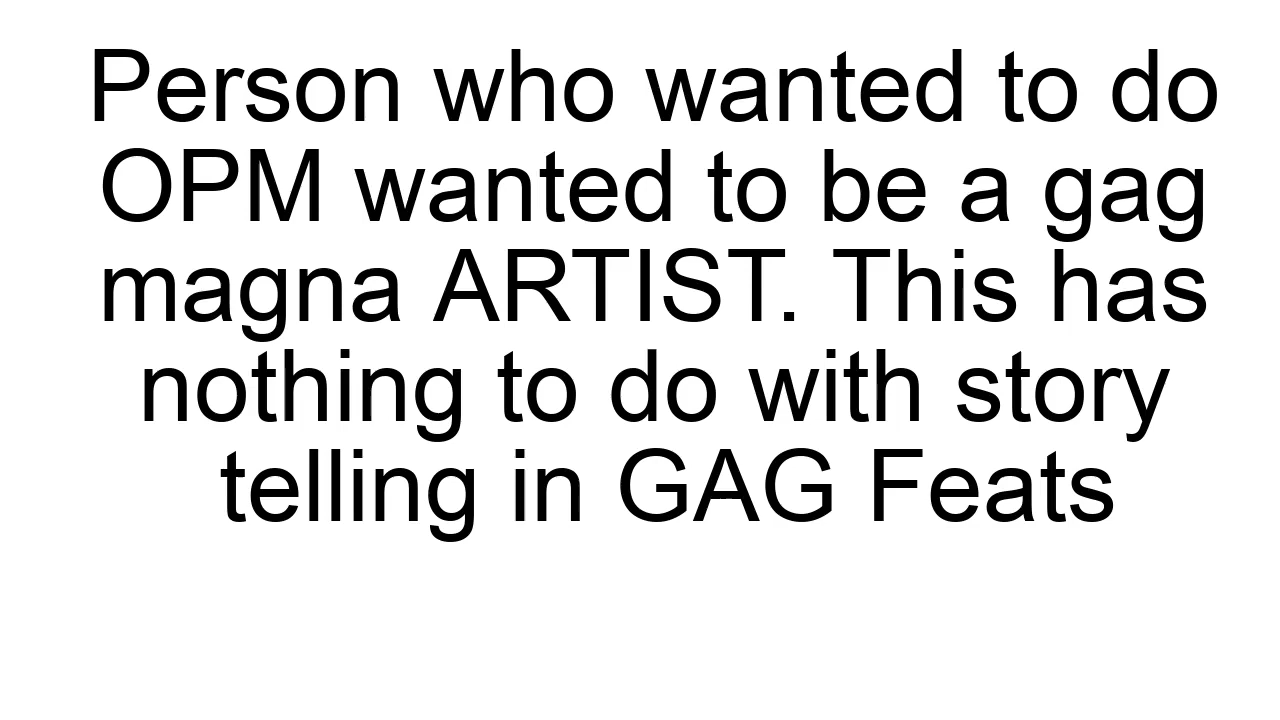 Person who wanted to do
OPM wanted to be a gag
magna ARTIST. This has
nothing to do with story
telling in GAG Feats